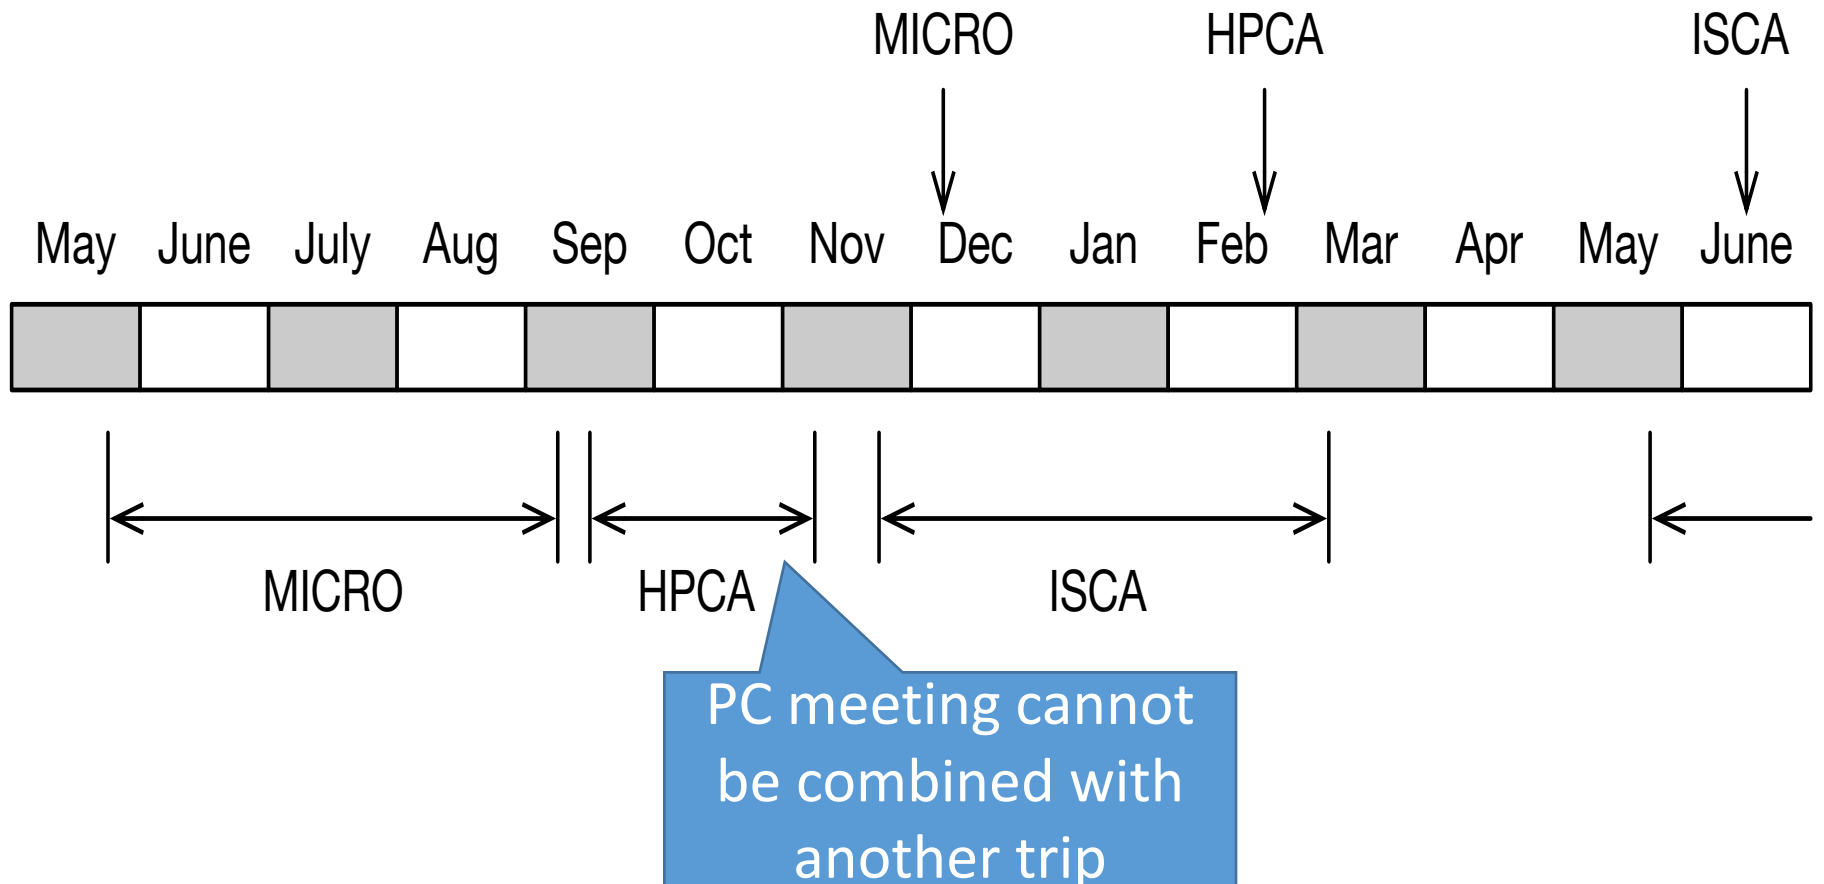 MICRO HPCA ISCA
May June July Aug Sep Oct Nov Dec Jan Feb Mar Apr May June
MICRO HPCA ISCA
PC meeting cannot
be combined with
another trip